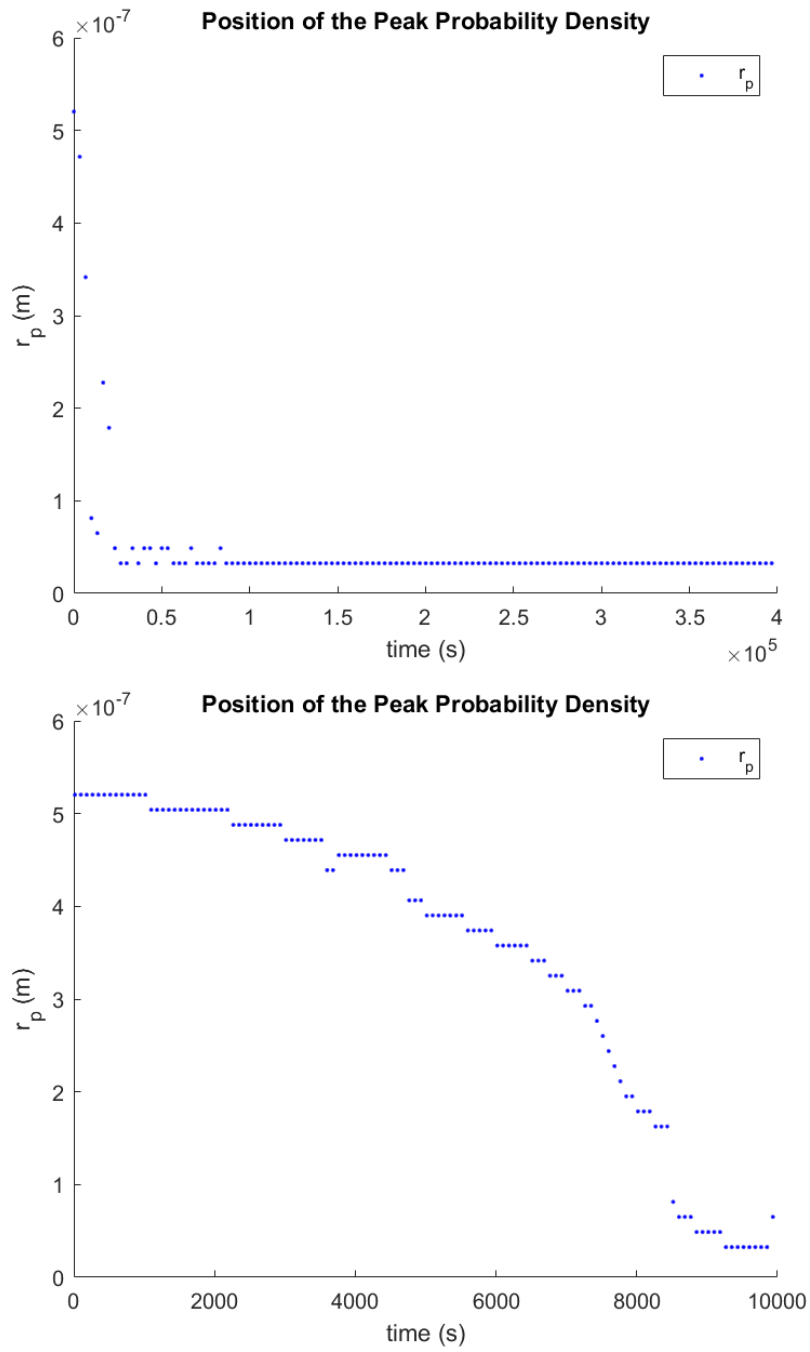 Position of the Peak Probability Density
×10⁻⁷
r_p
6
5
4
3
2
1
0
r_p (m)
0 0.5 1 1.5 2 2.5 3 3.5 4
time (s)
×10⁵
Position of the Peak Probability Density
×10⁻⁷
r_p
6
5
4
3
2
1
0
r_p (m)
0 2000 4000 6000 8000 10000
time (s)